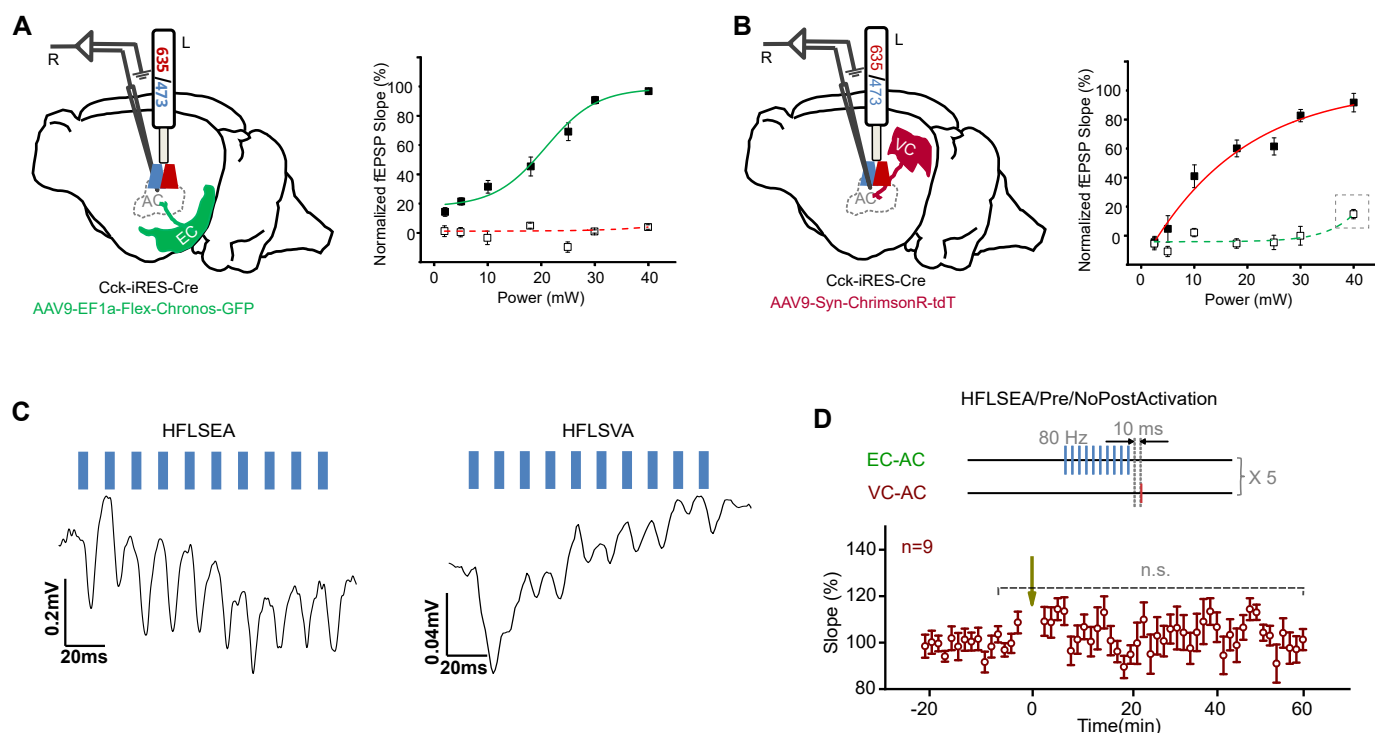 A
R
L
635
/473
AC
EC
Cck-iRES-Cre
AAV9-EF1a-Flex-Chronos-GFP
Normalized fEPSP Slope (%)
100
80
60
40
20
0
0 10 20 30 40
Power (mW)
B
R
L
635
/473
VC
AC
Cck-iRES-Cre
AAV9-Syn-ChrimsonR-tdT
Normalized fEPSP Slope (%)
100
80
60
40
20
0
0 10 20 30 40
Power (mW)
C
HFLSEA
0.2mV
20ms
HFLSVA
0.04mV
20ms
D
HFLSEA/Pre/NoPostActivation
80 Hz
10 ms
EC-AC
VC-AC
X 5
n=9
n.s.
Slope (%)
140
120
100
80
-20 0 20 40 60
Time(min)